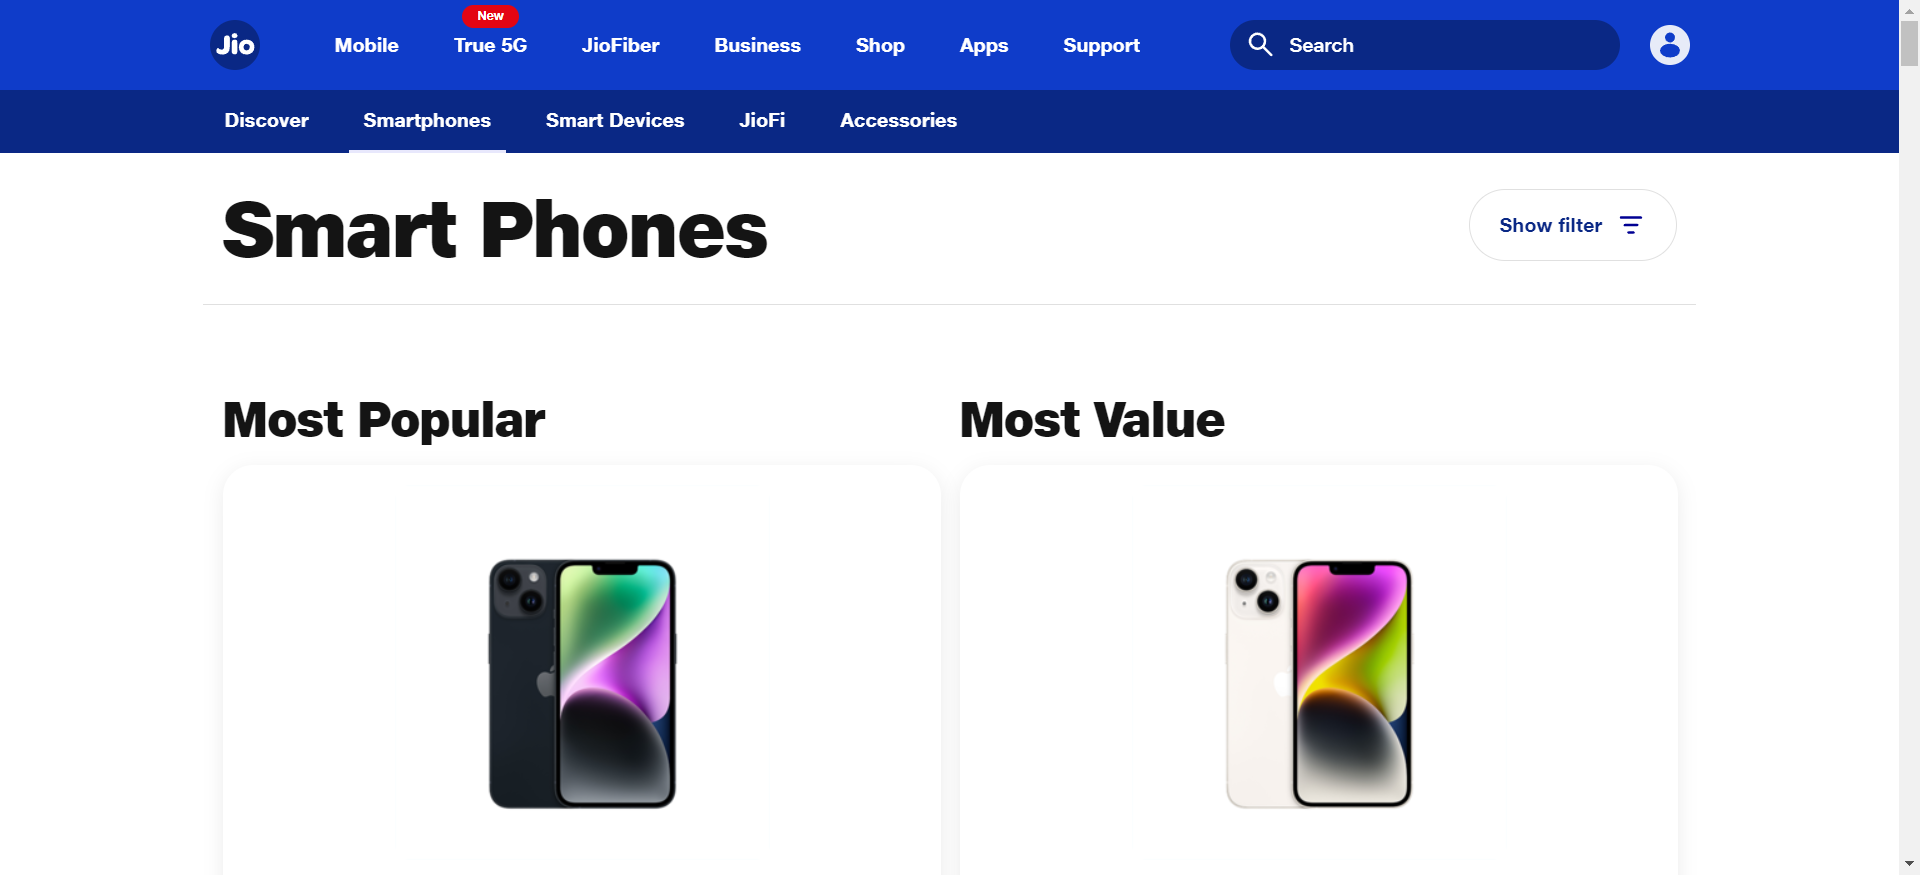 New
Jio Mobile True 5G JioFiber Business Shop Apps Support Search
Discover Smartphones Smart Devices JioFi Accessories
Smart Phones
Show filter
Most Popular Most Value